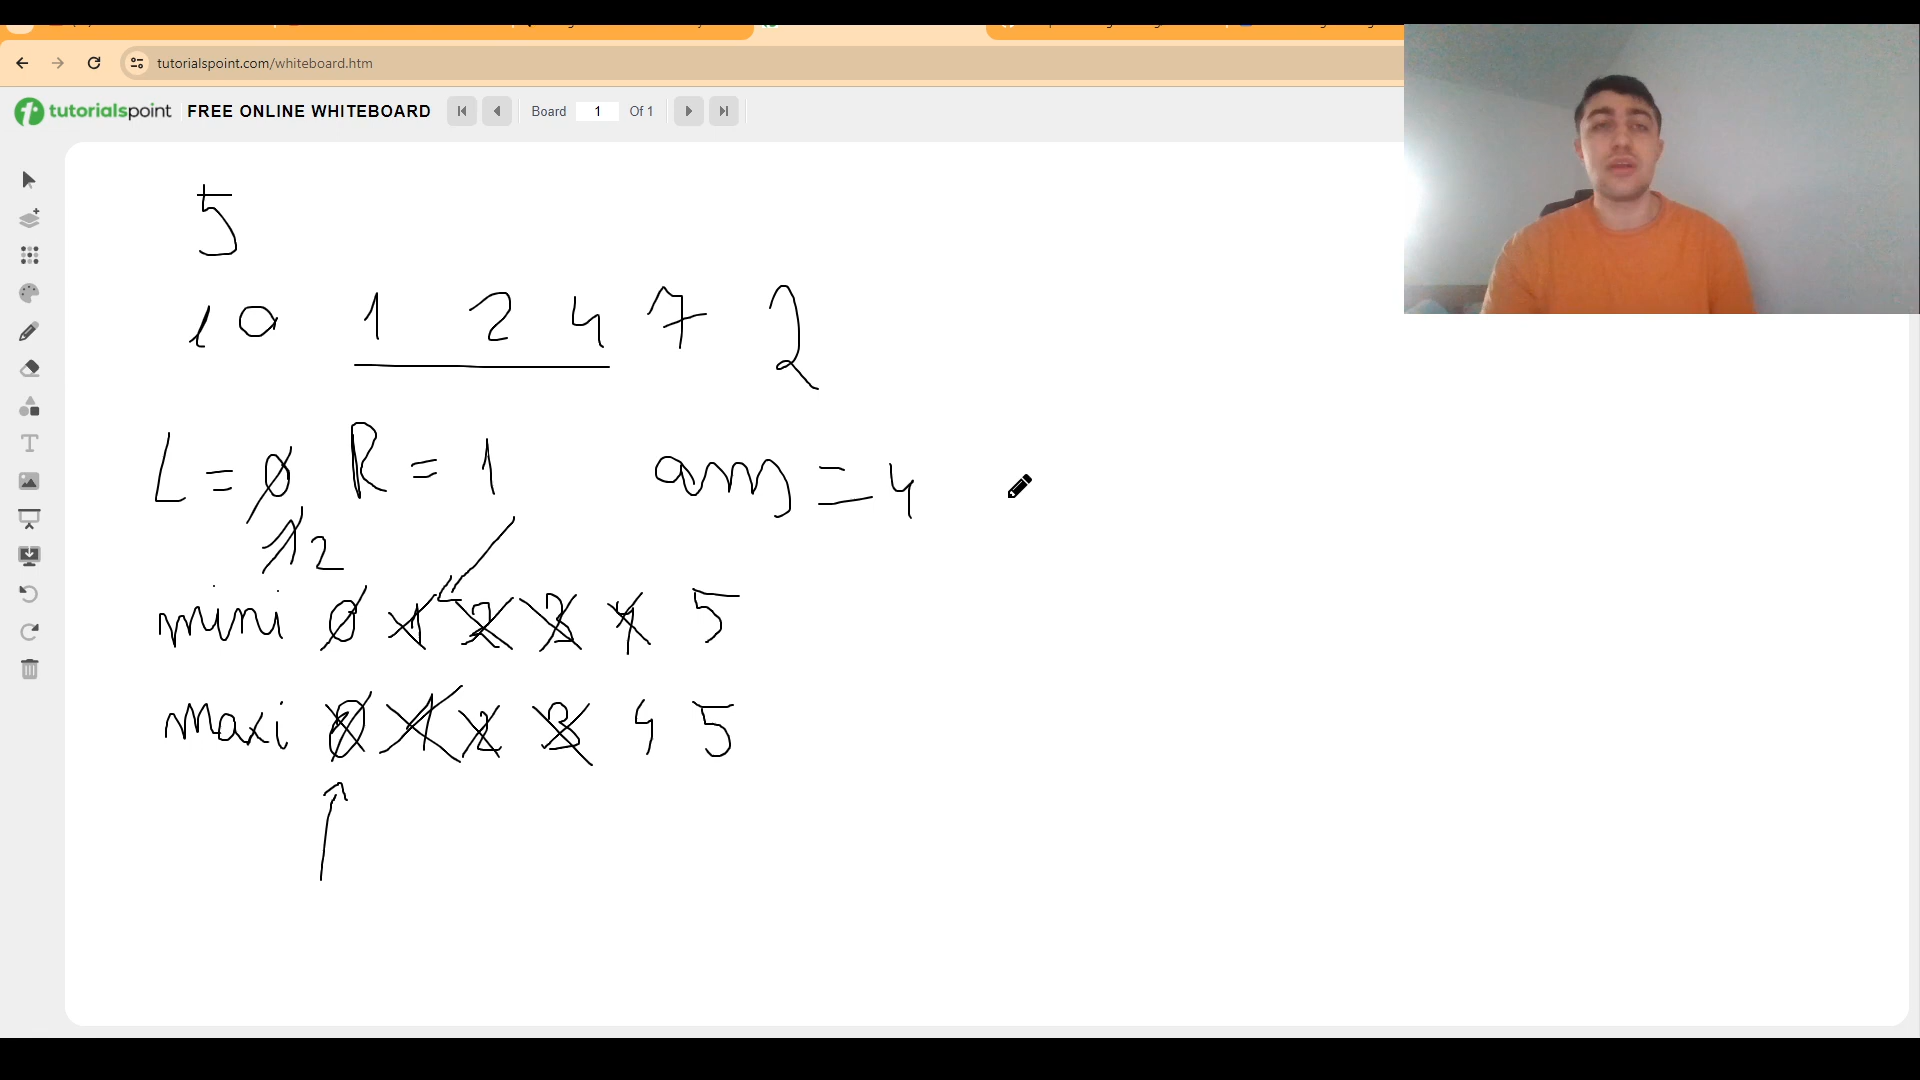 tutorialspoint.com/whiteboard.htm
tutorialspoint FREE ONLINE WHITEBOARD Board 1 Of 1
5
10 1 2 4 7 2
L = 0 R = 1 ans = 4
1 2
mini 0 1 2 3 4 5
maxi 0 1 2 3 4 5